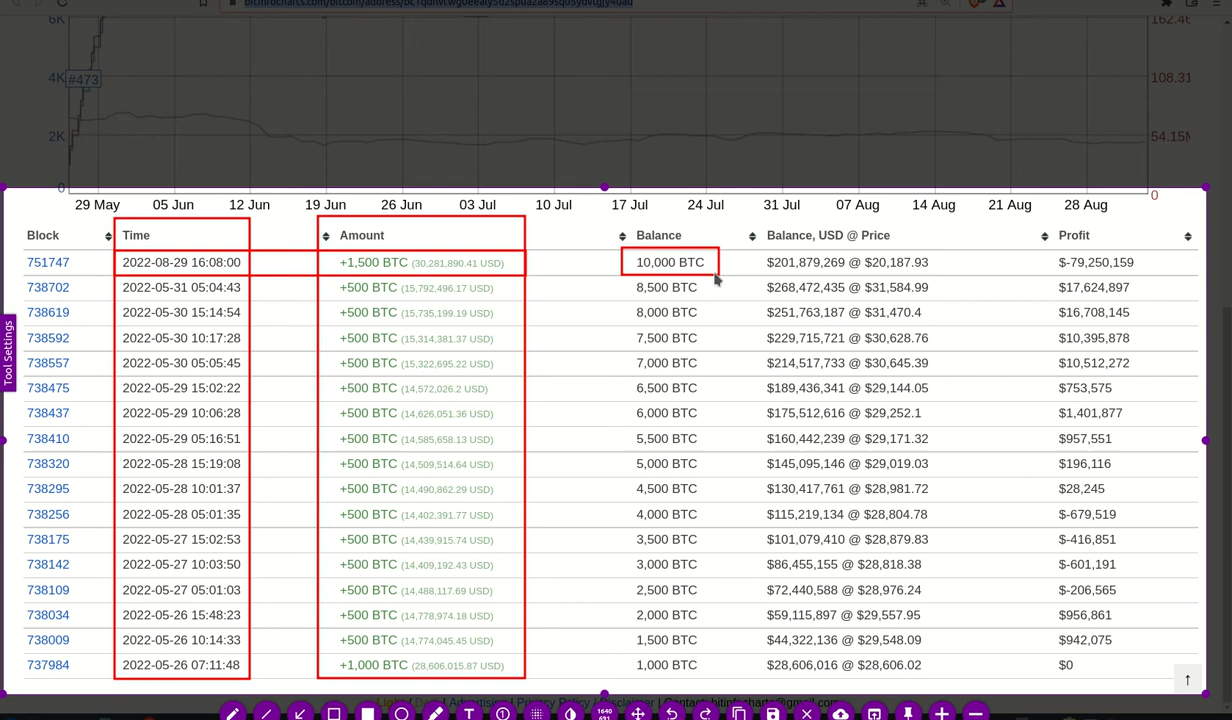 6K
162.46
#473
4K
108.31
2K
54.15M
0
0
29 May 05 Jun 12 Jun 19 Jun 26 Jun 03 Jul 10 Jul 17 Jul 24 Jul 31 Jul 07 Aug 14 Aug 21 Aug 28 Aug
Block Time Amount Balance Balance, USD @ Price Profit
751747 2022-08-29 16:08:00 +1,500 BTC (30,281,890.41 USD) 10,000 BTC $201,879,269 @ $20,187.93 $-79,250,159
738702 2022-05-31 05:04:43 +500 BTC (15,792,496.17 USD) 8,500 BTC $268,472,435 @ $31,584.99 $17,624,897
738619 2022-05-30 15:14:54 +500 BTC (15,735,199.19 USD) 8,000 BTC $251,763,187 @ $31,470.4 $16,708,145
738592 2022-05-30 10:17:28 +500 BTC (15,314,381.37 USD) 7,500 BTC $229,715,721 @ $30,628.76 $10,395,878
738557 2022-05-30 05:05:45 +500 BTC (15,322,695.22 USD) 7,000 BTC $214,517,733 @ $30,645.39 $10,512,272
738475 2022-05-29 15:02:22 +500 BTC (14,572,026.2 USD) 6,500 BTC $189,436,341 @ $29,144.05 $753,575
738437 2022-05-29 10:06:28 +500 BTC (14,626,051.36 USD) 6,000 BTC $175,512,616 @ $29,252.1 $1,401,877
738410 2022-05-29 05:16:51 +500 BTC (14,585,658.13 USD) 5,500 BTC $160,442,239 @ $29,171.32 $957,551
738320 2022-05-28 15:19:08 +500 BTC (14,509,514.64 USD) 5,000 BTC $145,095,146 @ $29,019.03 $196,116
738295 2022-05-28 10:01:37 +500 BTC (14,490,862.29 USD) 4,500 BTC $130,417,761 @ $28,981.72 $28,245
738256 2022-05-28 05:01:35 +500 BTC (14,402,391.77 USD) 4,000 BTC $115,219,134 @ $28,804.78 $-679,519
738175 2022-05-27 15:02:53 +500 BTC (14,439,915.74 USD) 3,500 BTC $101,079,410 @ $28,879.83 $-416,851
738142 2022-05-27 10:03:50 +500 BTC (14,409,192.43 USD) 3,000 BTC $86,455,155 @ $28,818.38 $-601,191
738109 2022-05-27 05:01:03 +500 BTC (14,488,117.69 USD) 2,500 BTC $72,440,588 @ $28,976.24 $-206,565
738034 2022-05-26 15:48:23 +500 BTC (14,778,974.18 USD) 2,000 BTC $59,115,897 @ $29,557.95 $956,861
738009 2022-05-26 10:14:33 +500 BTC (14,774,045.45 USD) 1,500 BTC $44,322,136 @ $29,548.09 $942,075
737984 2022-05-26 07:11:48 +1,000 BTC (28,606,015.87 USD) 1,000 BTC $28,606,016 @ $28,606.02 $0
Tool Settings
Light | Dark | Advertising | Privacy Policy / Disclaimer | Contact: bitinfocharts@gmail.com